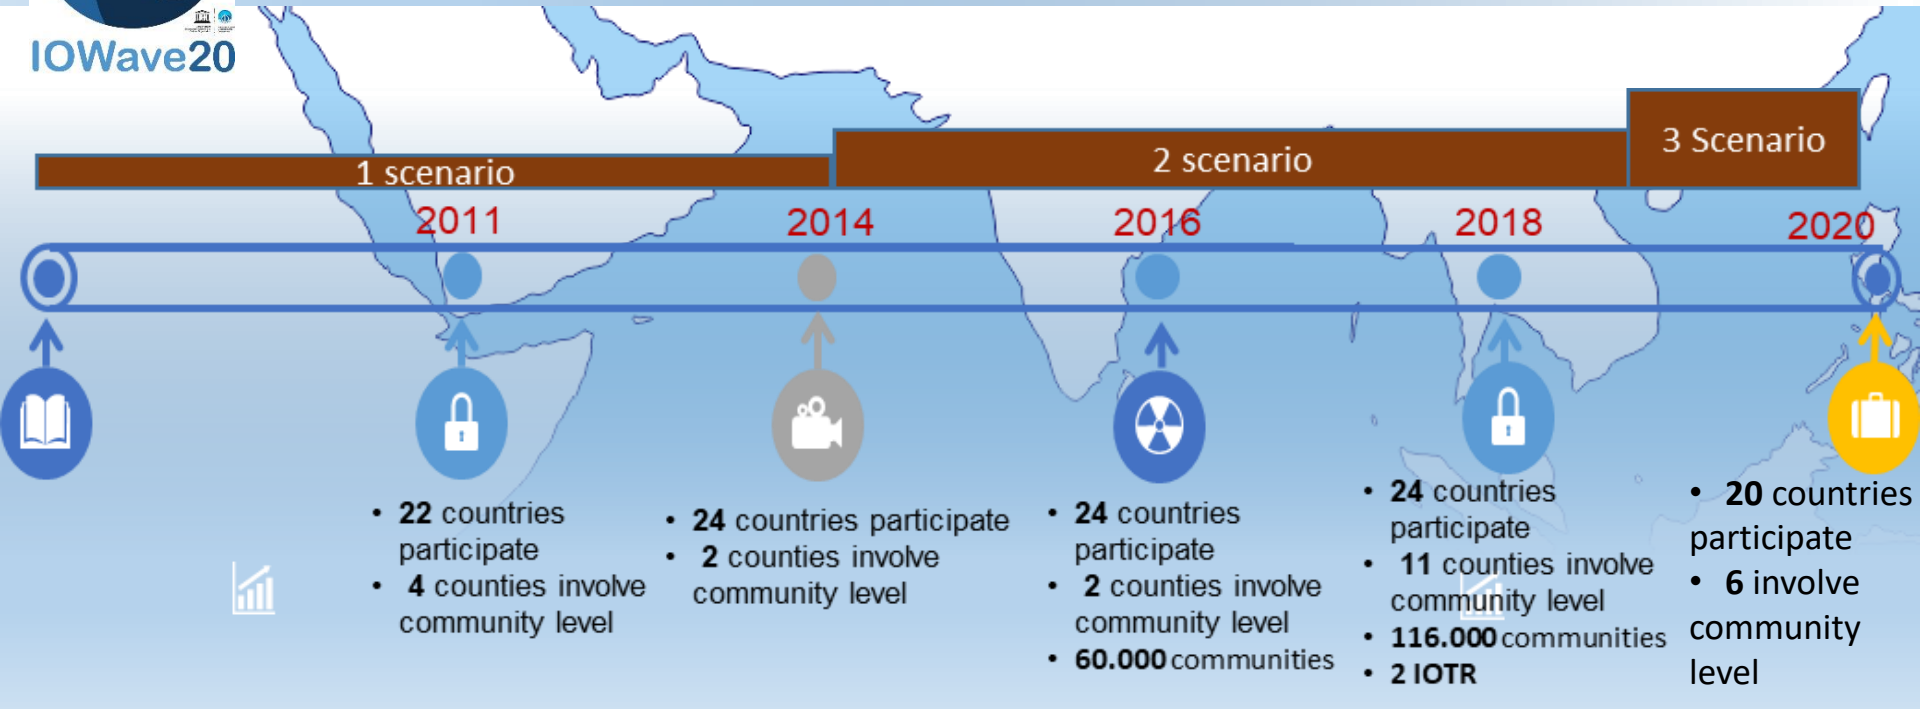 IOWave20
1 scenario
2 scenario
3 Scenario
2011
2014
2016
2018
2020
• 22 countries
participate
• 4 counties involve
community level
• 24 countries participate
• 2 counties involve
community level
• 24 countries
participate
• 2 counties involve
community level
• 60.000 communities
• 24 countries
participate
• 11 counties involve
community level
• 116.000 communities
• 2 IOTR
• 20 countries
participate
• 6 involve
community
level